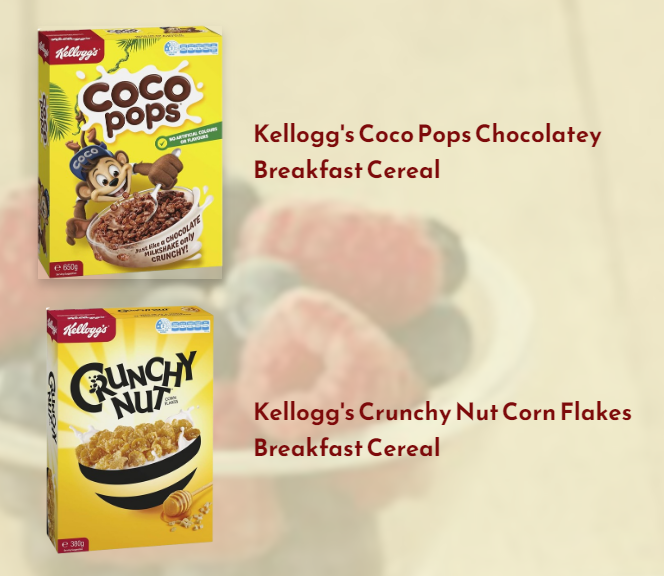 Kellogg's
COCO
pops
NO ARTIFICIAL COLOURS
OR FLAVOURS
COCO
Just like a CHOCOLATE
MILKSHAKE only
CRUNCHY!
e 650g
Kellogg's Coco Pops Chocolatey
Breakfast Cereal
Kellogg's
CRUNCHY
NUT
CORN
FLAKES
e 380g
Kellogg's Crunchy Nut Corn Flakes
Breakfast Cereal